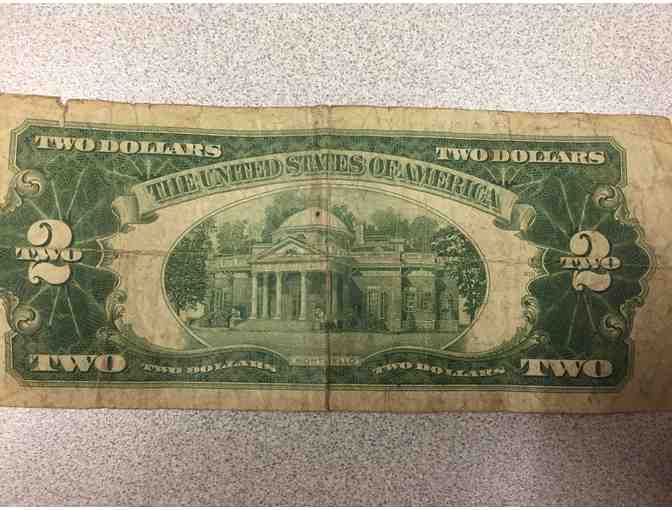 TWO DOLLARS TWO DOLLARS
THE UNITED STATES OF AMERICA
2 2
TWO TWO
MONTICELLO
TWO TWO DOLLARS TWO DOLLARS TWO